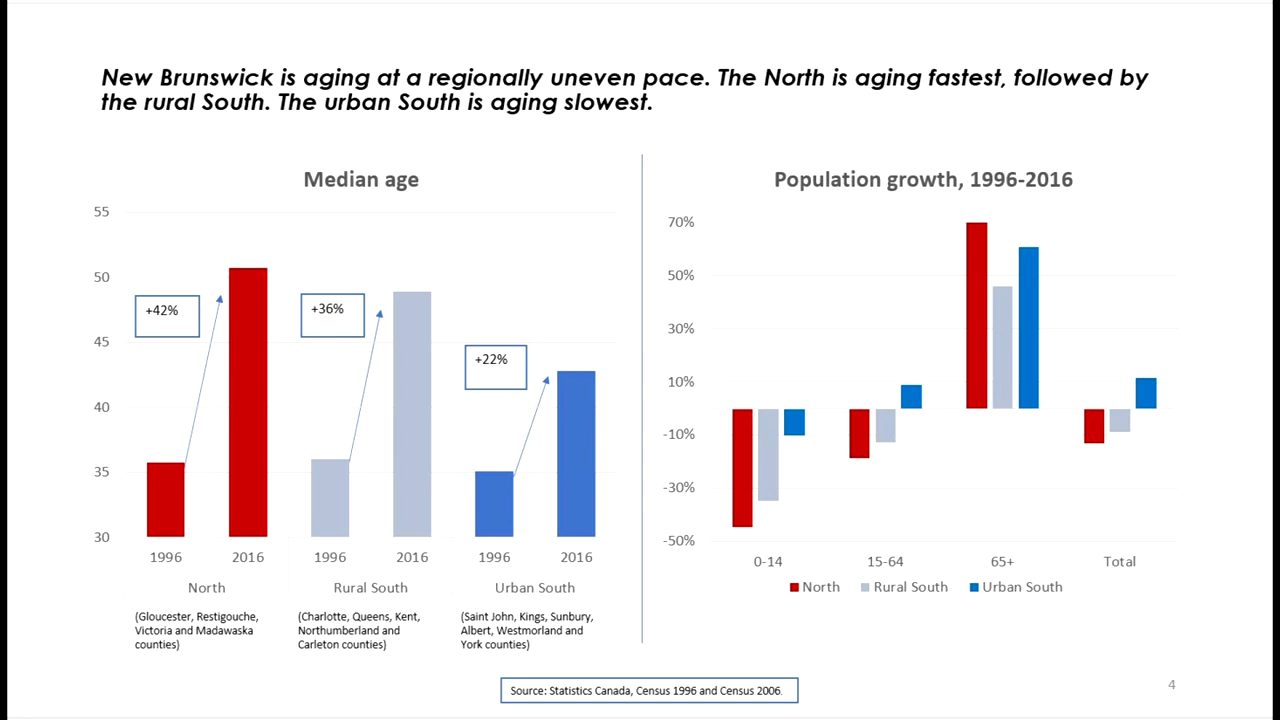 New Brunswick is aging at a regionally uneven pace. The North is aging fastest, followed by
the rural South. The urban South is aging slowest.
Median age
55
50
45
40
35
30
+42%
+36%
+22%
1996
2016
1996
2016
1996
2016
North
Rural South
Urban South
(Gloucester, Restigouche,
Victoria and Madawaska
counties)
(Charlotte, Queens, Kent,
Northumberland and
Carleton counties)
(Saint John, Kings, Sunbury,
Albert, Westmorland and
York counties)
Population growth, 1996-2016
70%
50%
30%
10%
-10%
-30%
-50%
0-14
15-64
65+
Total
North
Rural South
Urban South
Source: Statistics Canada, Census 1996 and Census 2006.
4